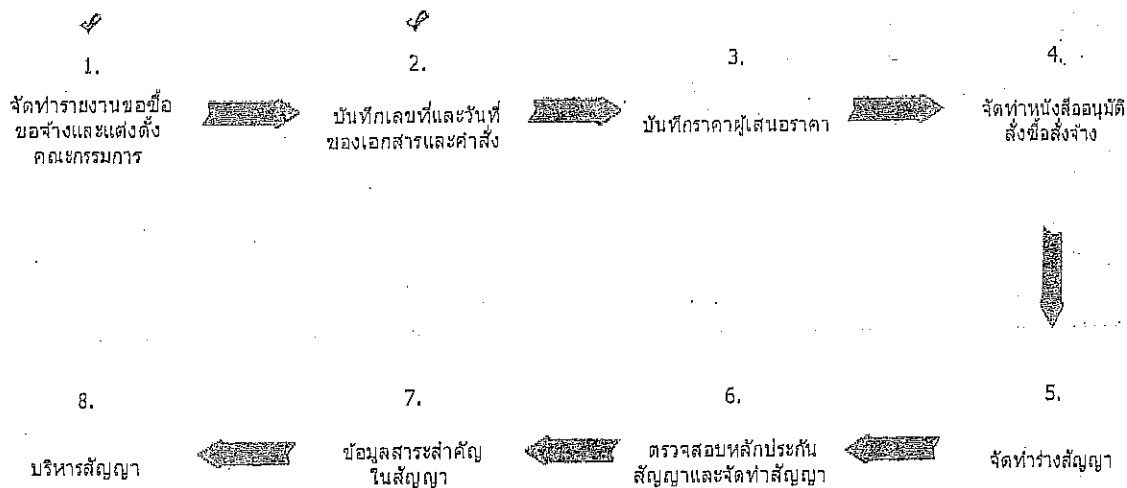 1.
จัดทำรายงานขอซื้อ
ขอจ้างและแต่งตั้ง
คณะกรรมการ
2.
บันทึกเลขที่และวันที่
ของเอกสารและคำสั่ง
3.
บันทึกราคาผู้เสนอราคา
4.
จัดทำหนังสืออนุมัติ
สั่งซื้อสั่งจ้าง
5.
จัดทำร่างสัญญา
6.
ตรวจสอบหลักประกัน
สัญญาและจัดทำสัญญา
7.
ข้อมูลสาระสำคัญ
ในสัญญา
8.
บริหารสัญญา